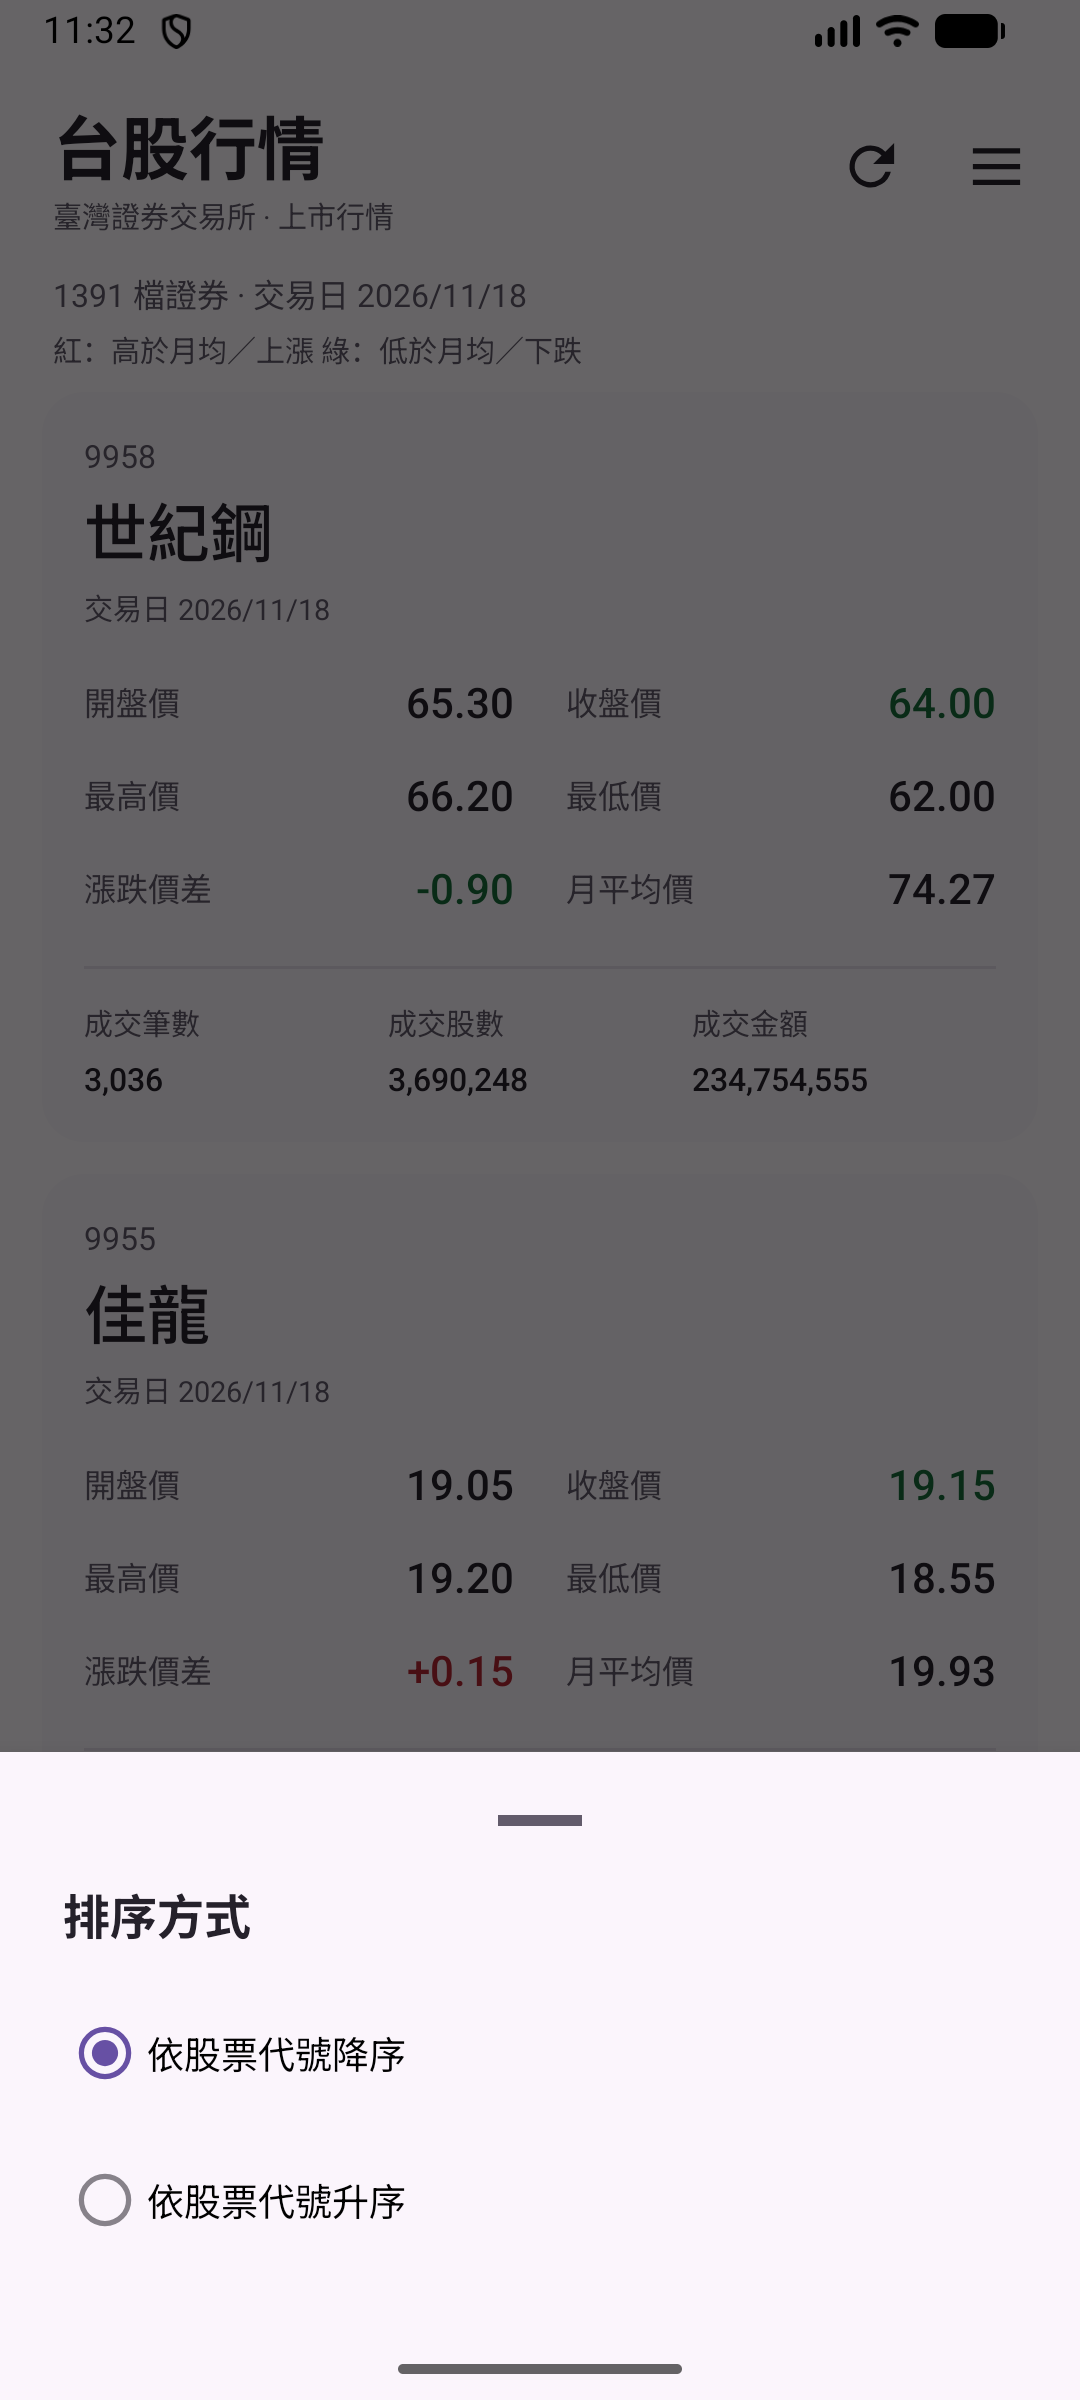 11:32
台股行情
臺灣證券交易所 · 上市行情
1391 檔證券 · 交易日 2026/11/18
紅：高於月均／上漲 綠：低於月均／下跌
9958
世紀鋼
交易日 2026/11/18
開盤價 65.30 收盤價 64.00
最高價 66.20 最低價 62.00
漲跌價差 -0.90 月平均價 74.27
成交筆數 成交股數 成交金額
3,036 3,690,248 234,754,555
9955
佳龍
交易日 2026/11/18
開盤價 19.05 收盤價 19.15
最高價 19.20 最低價 18.55
漲跌價差 +0.15 月平均價 19.93
排序方式
依股票代號降序
依股票代號升序